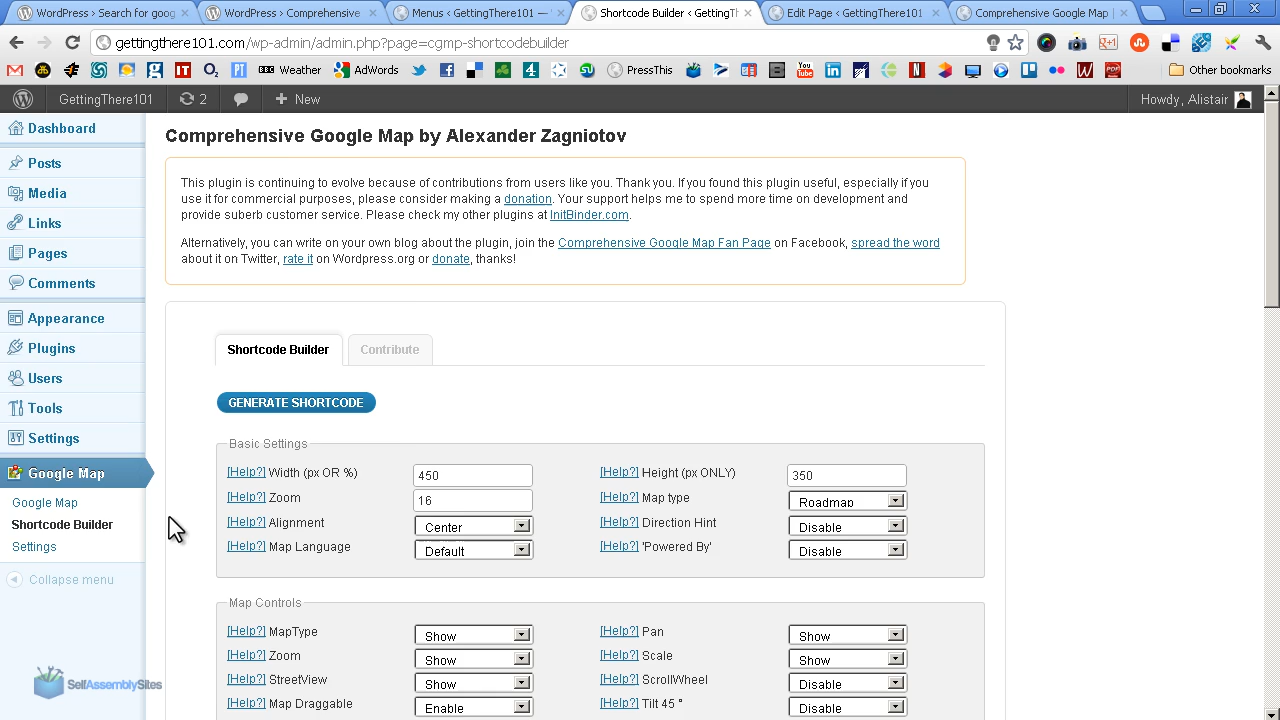 WordPress › Search for goog
WordPress › Comprehensive
Menus ‹ GettingThere101 —
Shortcode Builder ‹ GettingTh
Edit Page ‹ GettingThere101
Comprehensive Google Map |
gettingthere101.com/wp-admin/admin.php?page=cgmp-shortcodebuilder
BBC Weather
AdWords
PressThis
Other bookmarks
GettingThere101
2
New
Howdy, Alistair
Dashboard
Posts
Media
Links
Pages
Comments
Appearance
Plugins
Users
Tools
Settings
Google Map
Google Map
Shortcode Builder
Settings
Collapse menu
SelfAssemblySites
Comprehensive Google Map by Alexander Zagniotov
This plugin is continuing to evolve because of contributions from users like you. Thank you. If you found this plugin useful, especially if you
use it for commercial purposes, please consider making a donation. Your support helps me to spend more time on development and
provide suberb customer service. Please check my other plugins at InitBinder.com.
Alternatively, you can write on your own blog about the plugin, join the Comprehensive Google Map Fan Page on Facebook, spread the word
about it on Twitter, rate it on Wordpress.org or donate, thanks!
Shortcode Builder
Contribute
GENERATE SHORTCODE
Basic Settings
[Help?] Width (px OR %) 450 [Help?] Height (px ONLY) 350
[Help?] Zoom 16 [Help?] Map type Roadmap
[Help?] Alignment Center [Help?] Direction Hint Disable
[Help?] Map Language Default [Help?] 'Powered By' Disable
Map Controls
[Help?] MapType Show [Help?] Pan Show
[Help?] Zoom Show [Help?] Scale Show
[Help?] StreetView Show [Help?] ScrollWheel Disable
[Help?] Map Draggable Enable [Help?] Tilt 45 ° Disable